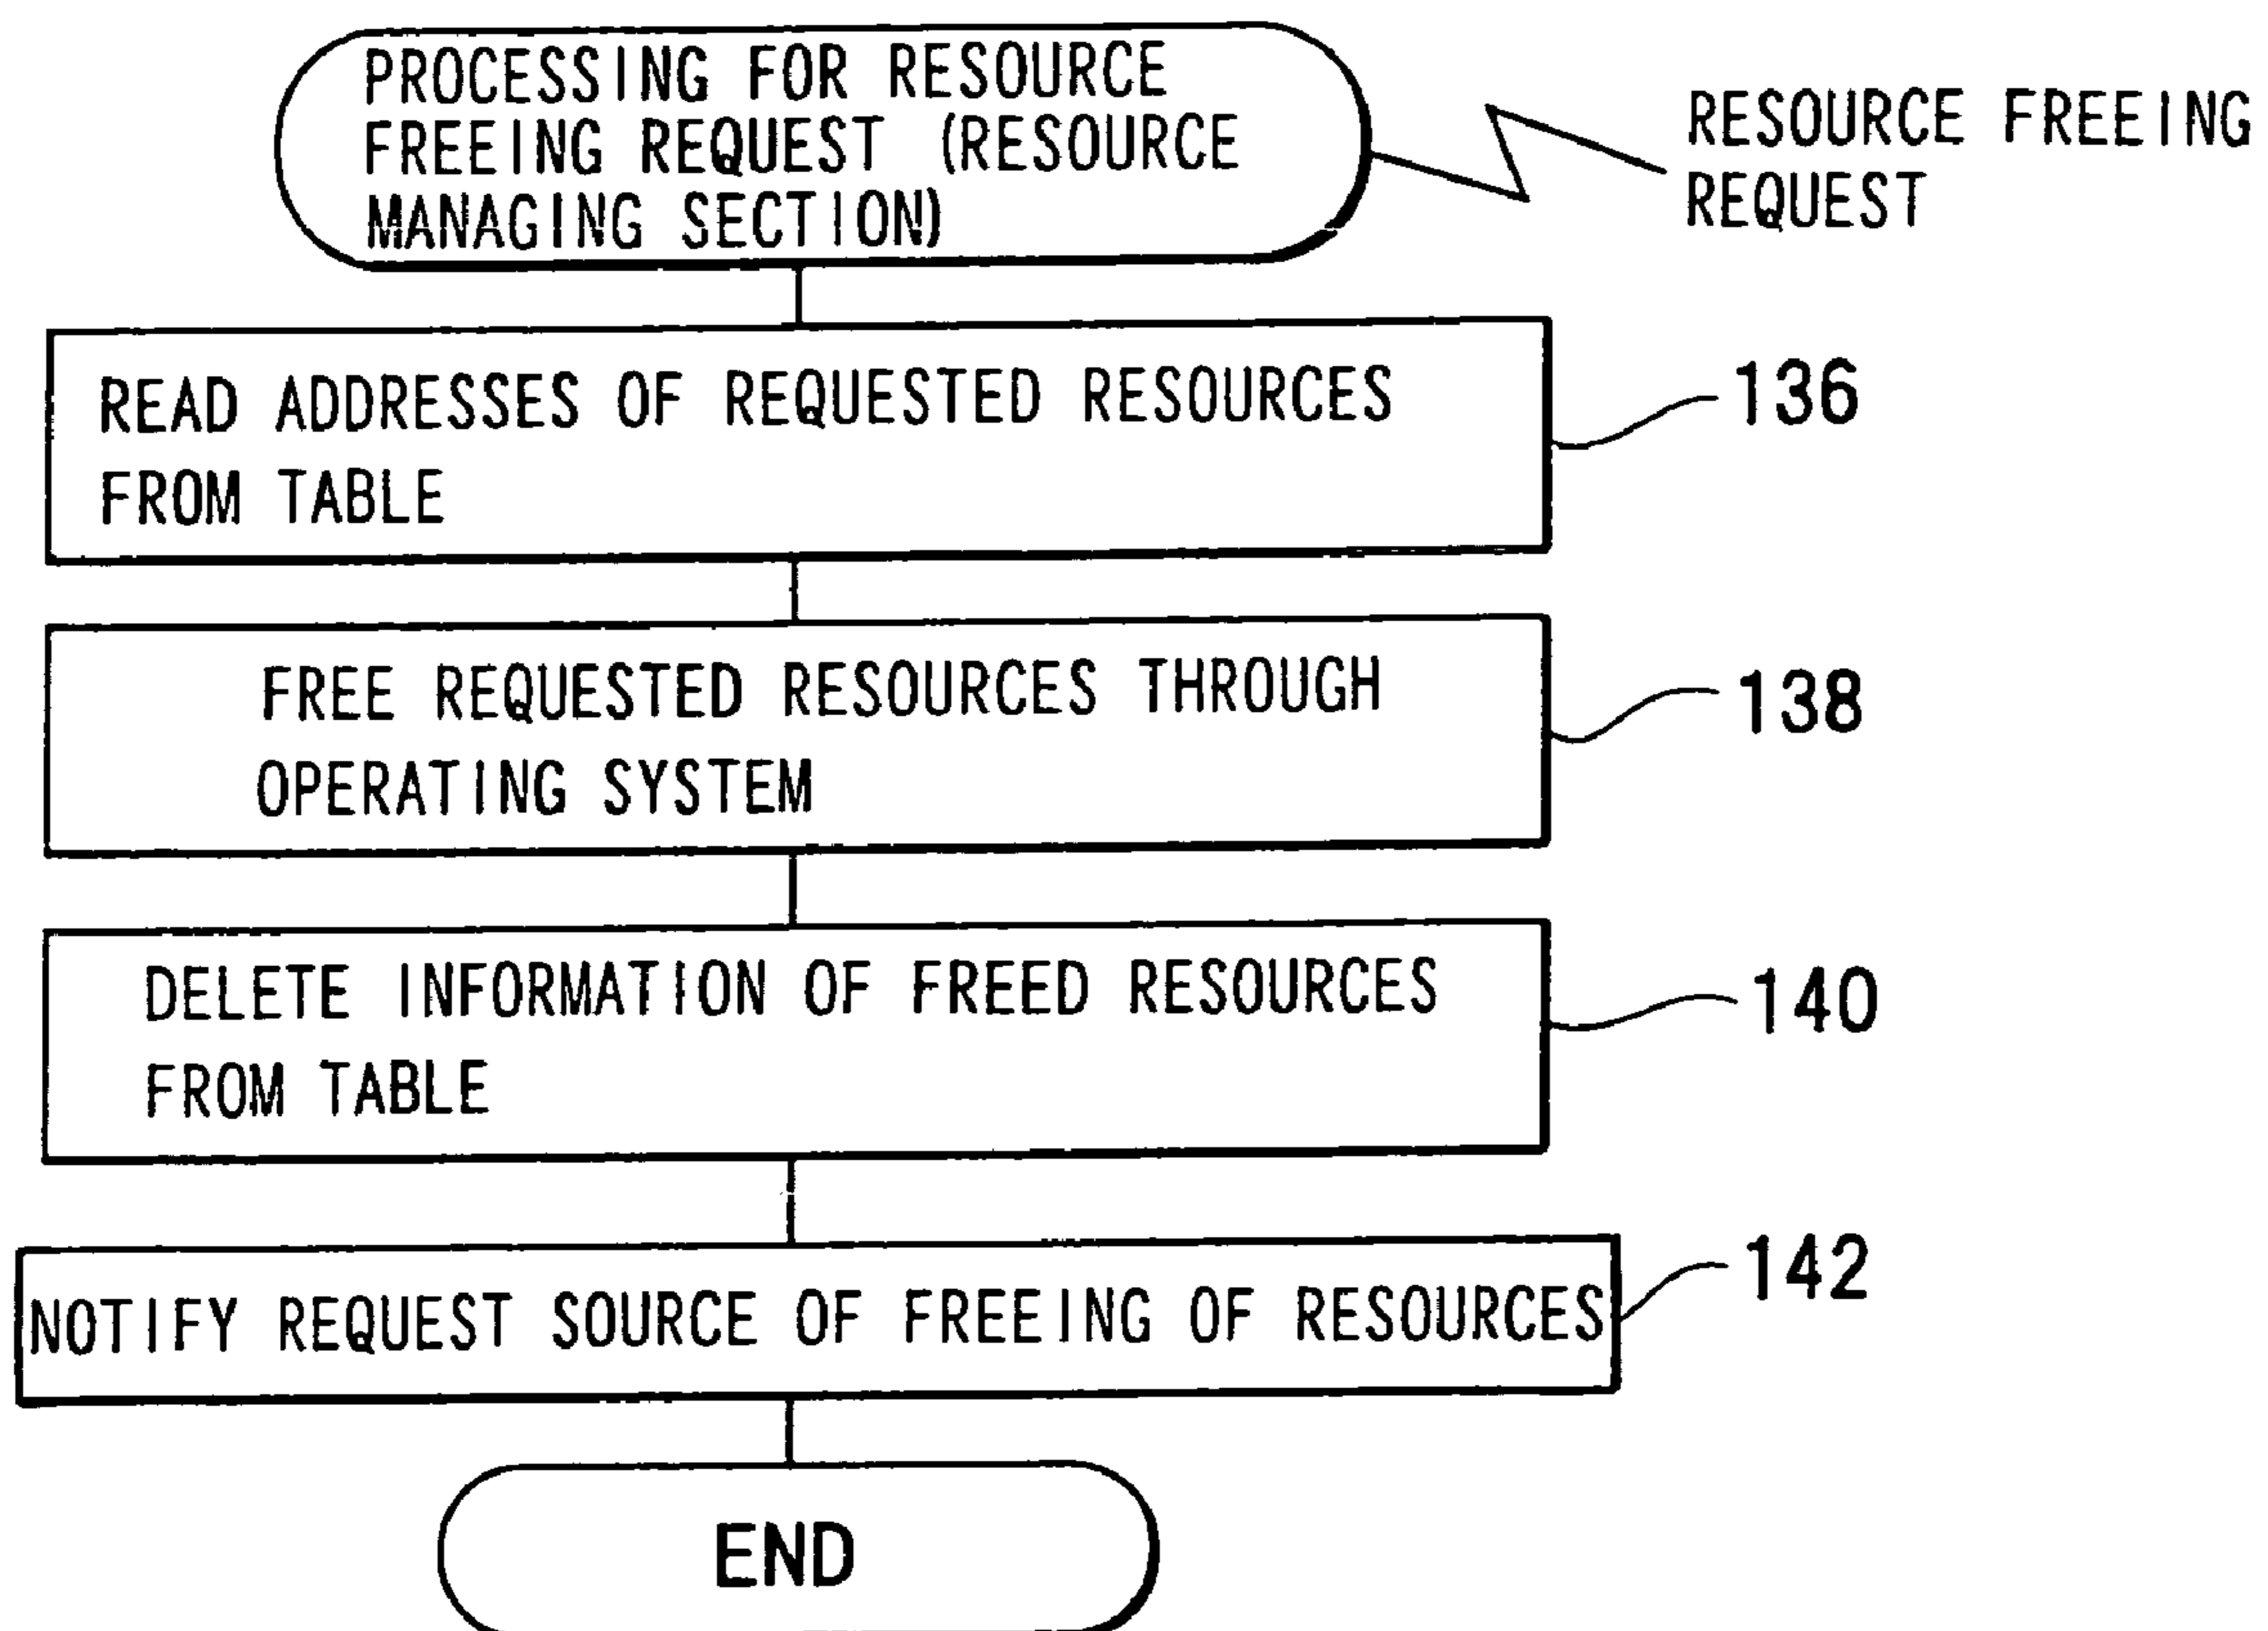 PROCESSING FOR RESOURCE
FREEING REQUEST (RESOURCE
MANAGING SECTION)
RESOURCE FREEING
REQUEST
READ ADDRESSES OF REQUESTED RESOURCES
FROM TABLE
136
FREE REQUESTED RESOURCES THROUGH
OPERATING SYSTEM
138
DELETE INFORMATION OF FREED RESOURCES
FROM TABLE
140
NOTIFY REQUEST SOURCE OF FREEING OF RESOURCES
142
END